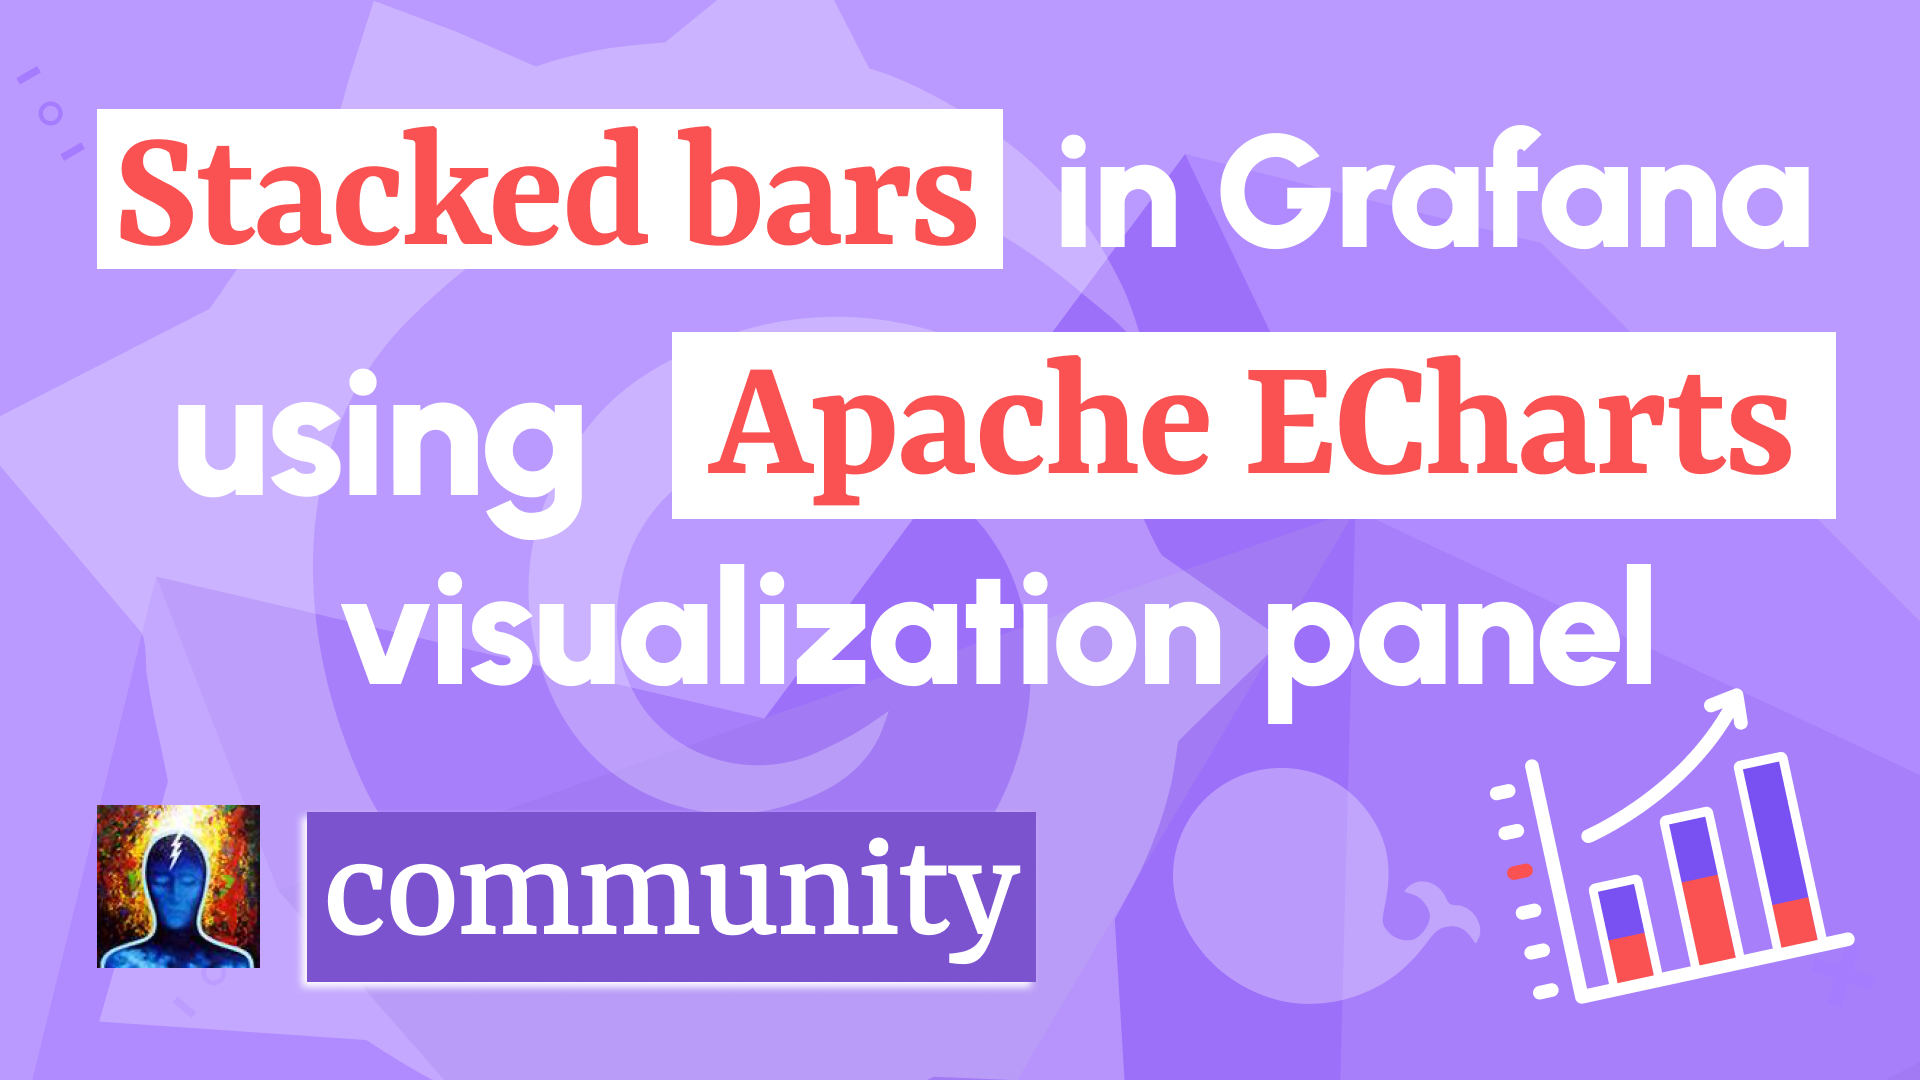 Stacked bars in Grafana
using Apache ECharts
visualization panel
community